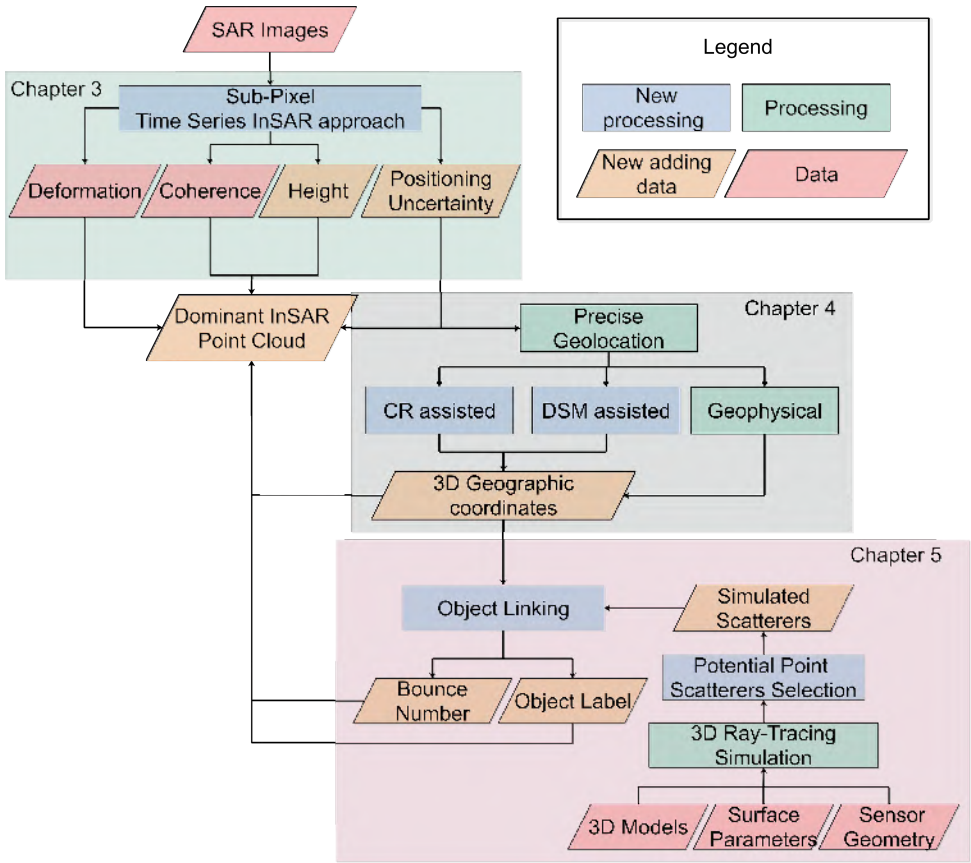 SAR Images
Legend
New
processing
Processing
New adding
data
Data
Chapter 3
Sub-Pixel
Time Series InSAR approach
Deformation
Coherence
Height
Positioning
Uncertainty
Dominant InSAR
Point Cloud
Chapter 4
Precise
Geolocation
CR assisted
DSM assisted
Geophysical
3D Geographic
coordinates
Chapter 5
Object Linking
Simulated
Scatterers
Potential Point
Scatterers Selection
Bounce
Number
Object Label
3D Ray-Tracing
Simulation
3D Models
Surface
Parameters
Sensor
Geometry